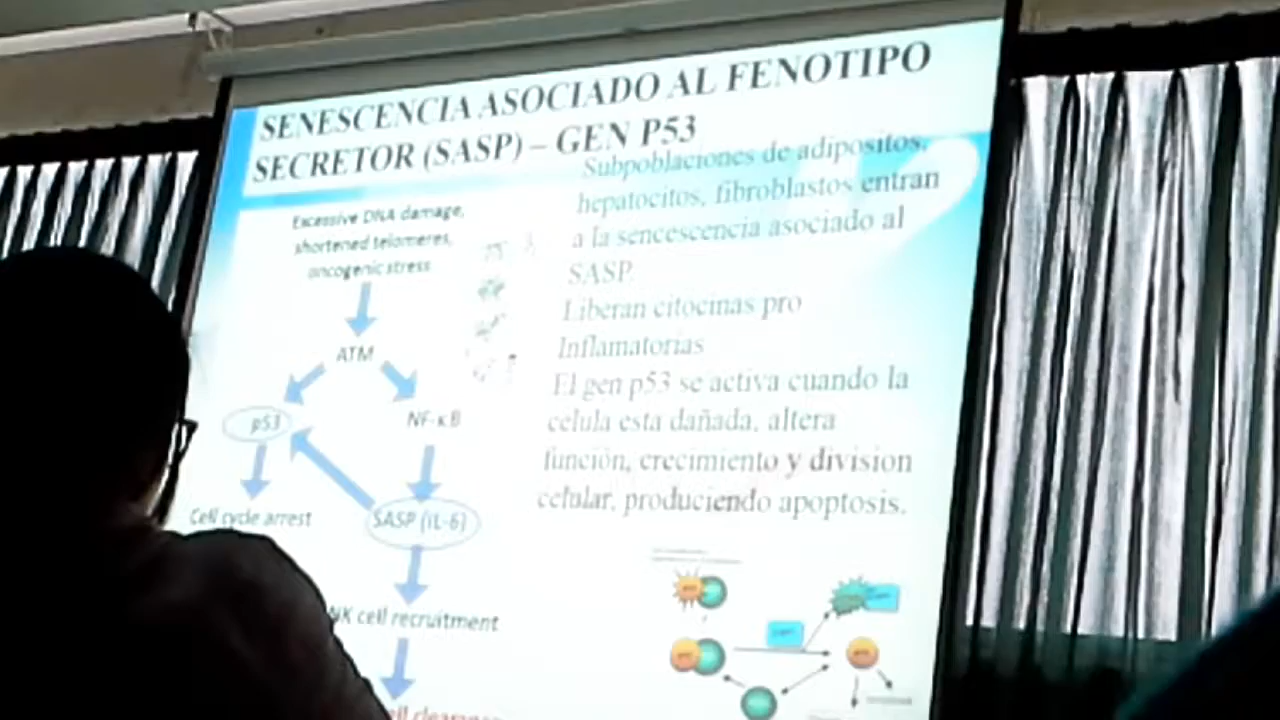 SENESCENCIA ASOCIADO AL FENOTIPO
SECRETOR (SASP) – GEN P53
Excessive DNA damage,
shortened telomeres,
oncogenic stress
ATM
p53
NF-κB
Cell cycle arrest
SASP (IL-6)
NK cell recruitment
Subpoblaciones de adipositos,
hepatocitos, fibroblastos entran
a la sencescencia asociado al
SASP.
Liberan citocinas pro
Inflamatorias
El gen p53 se activa cuando la
celula esta dañada, altera
función, crecimiento y division
celular, produciendo apoptosis.